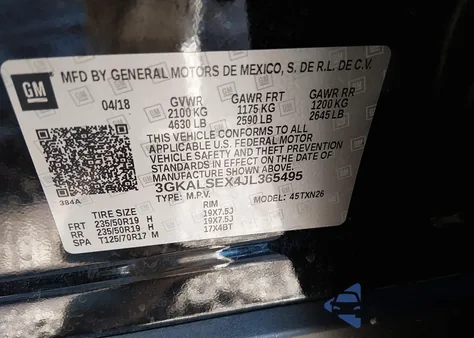 GM
MFD BY GENERAL MOTORS DE MEXICO, S. DE R.L. DE C.V.
04/18 GVWR GAWR FRT GAWR RR
2100 KG 1175 KG 1200 KG
4630 LB 2590 LB 2645 LB
THIS VEHICLE CONFORMS TO ALL
APPLICABLE U.S. FEDERAL MOTOR
VEHICLE SAFETY AND THEFT PREVENTION
STANDARDS IN EFFECT ON THE DATE OF
MANUFACTURE SHOWN ABOVE.
384A
3GKALSEX4JL365495
TYPE: M.P.V. MODEL: 4STXN26
TIRE SIZE RIM
FRT 235/50R19 H 19X7.5J
RR 235/50R19 H 19X7.5J
SPA T125/70R17 M 17X4BT